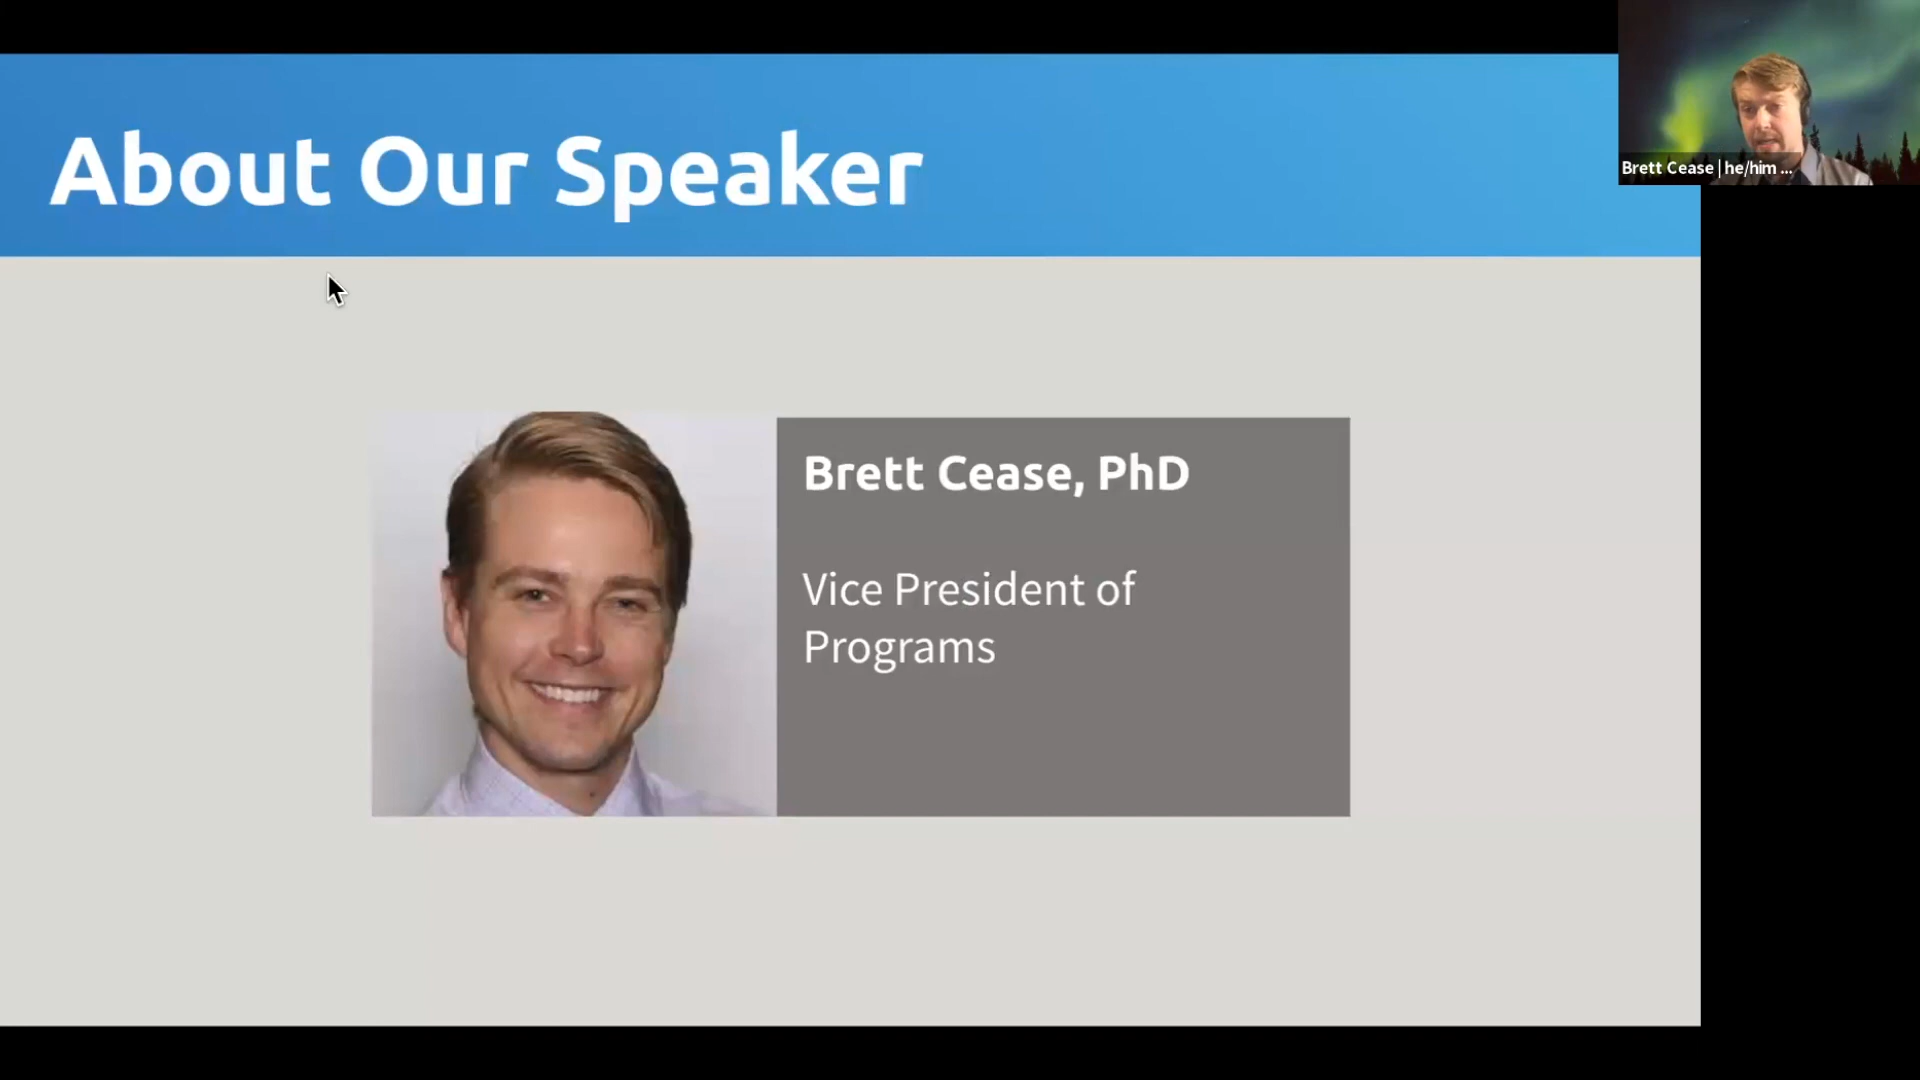 About Our Speaker
Brett Cease | he/him ...
Brett Cease, PhD
Vice President of
Programs